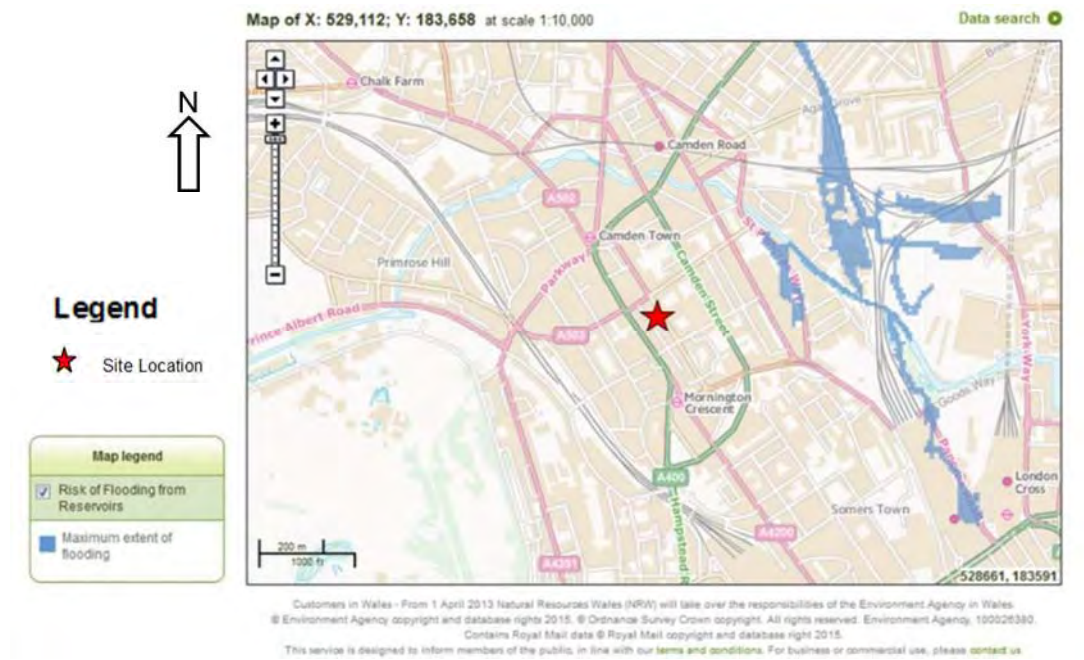 Map of X: 529,112; Y: 183,658 at scale 1:10,000
Data search
N
Chalk Farm
Agar Grove
Camden Road
A502
Camden Town
Primrose Hill
Parkway
Camden Street
Legend
Prince Albert Road
A503
York Way
Site Location
Goods Way
Mornington
Crescent
Map legend
Risk of Flooding from
Reservoirs
A400
London
Cross
Somers Town
Hampstead R
Maximum extent of
flooding
200 m
1000 ft
A4200
A4201
528661, 183591
Customers in Wales - From 1 April 2013 Natural Resources Wales (NRW) will take over the responsibilities of the Environment Agency in Wales
© Environment Agency copyright and database rights 2015. © Ordnance Survey Crown copyright. All rights reserved. Environment Agency, 100026380.
Contains Royal Mail data © Royal Mail copyright and database right 2015.
This service is designed to inform members of the public, in line with our terms and conditions. For business or commercial use, please contact us